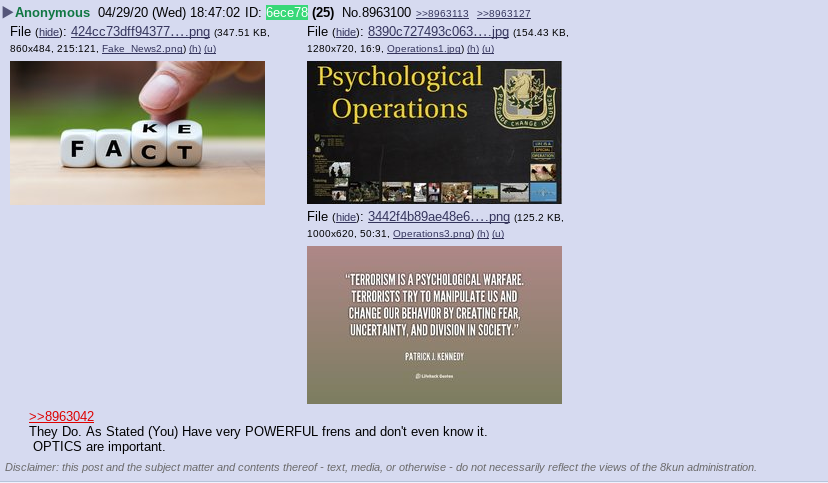 ▶Anonymous 04/29/20 (Wed) 18:47:02 ID: 6ece78 (25) No.8963100 >>8963113 >>8963127
File (hide): 424cc73dff94377….png (347.51 KB, 860x484, 215:121, Fake_News2.png) (h) (u)
FAKE
CT
File (hide): 8390c727493c063….jpg (154.43 KB, 1280x720, 16:9, Operations1.jpg) (h) (u)
Psychological
Operations
PERSUADE CHANGE INFLUENCE
File (hide): 3442f4b89ae48e6….png (125.2 KB, 1000x620, 50:31, Operations3.png) (h) (u)
“TERRORISM IS A PSYCHOLOGICAL WARFARE.
TERRORISTS TRY TO MANIPULATE US AND
CHANGE OUR BEHAVIOR BY CREATING FEAR,
UNCERTAINTY, AND DIVISION IN SOCIETY.”
PATRICK J. KENNEDY
Lifehack Quotes
>>8963042
They Do. As Stated (You) Have very POWERFUL frens and don't even know it.
OPTICS are important.
Disclaimer: this post and the subject matter and contents thereof - text, media, or otherwise - do not necessarily reflect the views of the 8kun administration.